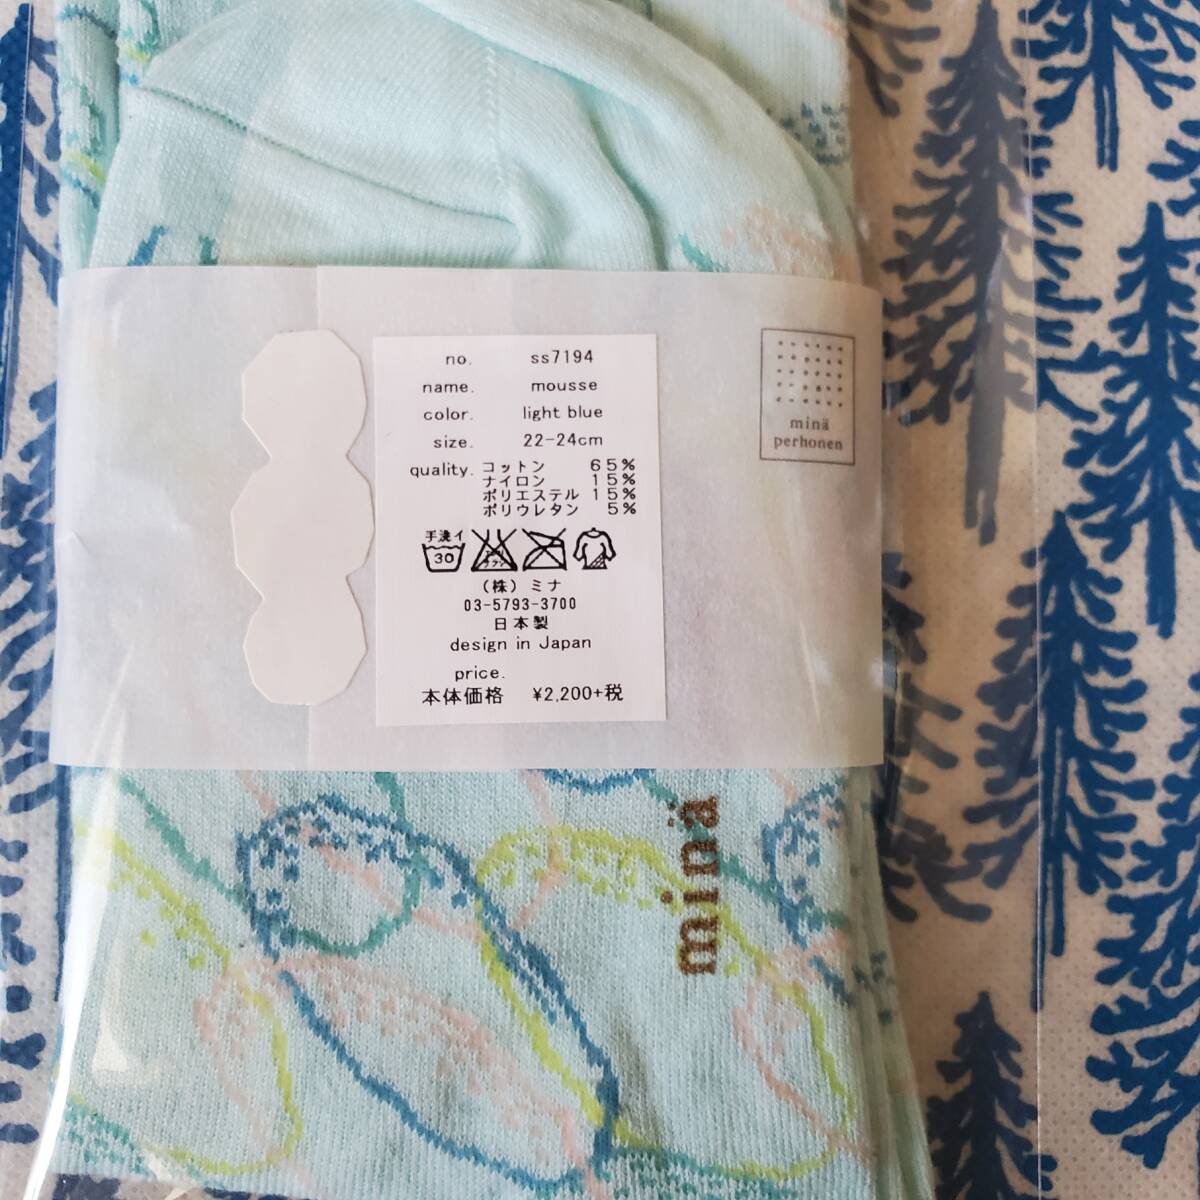 no. ss7194
name. mousse
color. light blue
size. 22-24cm
quality. コットン 65%
ナイロン 15%
ポリエステル 15%
ポリウレタン 5%
手洗イ
30
(株)ミナ
03-5793-3700
日本製
design in Japan
price.
本体価格 ¥2,200+税
minä
perhonen
minä